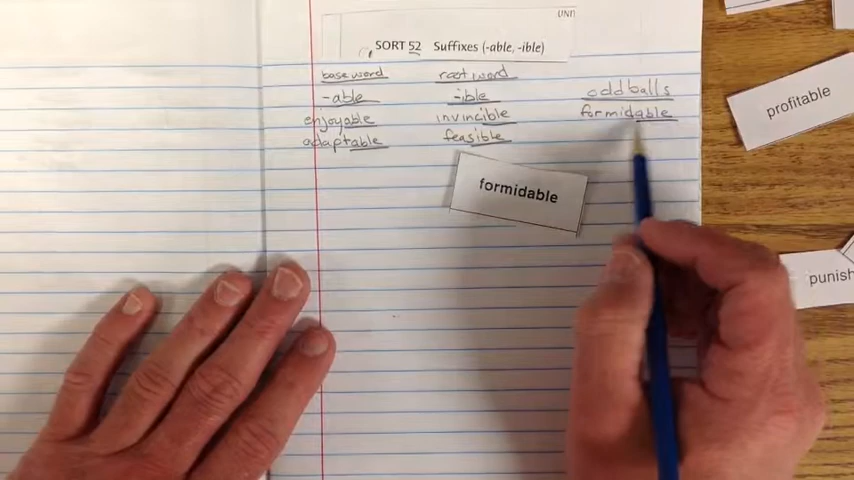 UNI
SORT 52 Suffixes (-able, -ible)
base word root word oddballs
-able -ible formidable
enjoyable invincible
adaptable feasible
formidable
profitable
punish